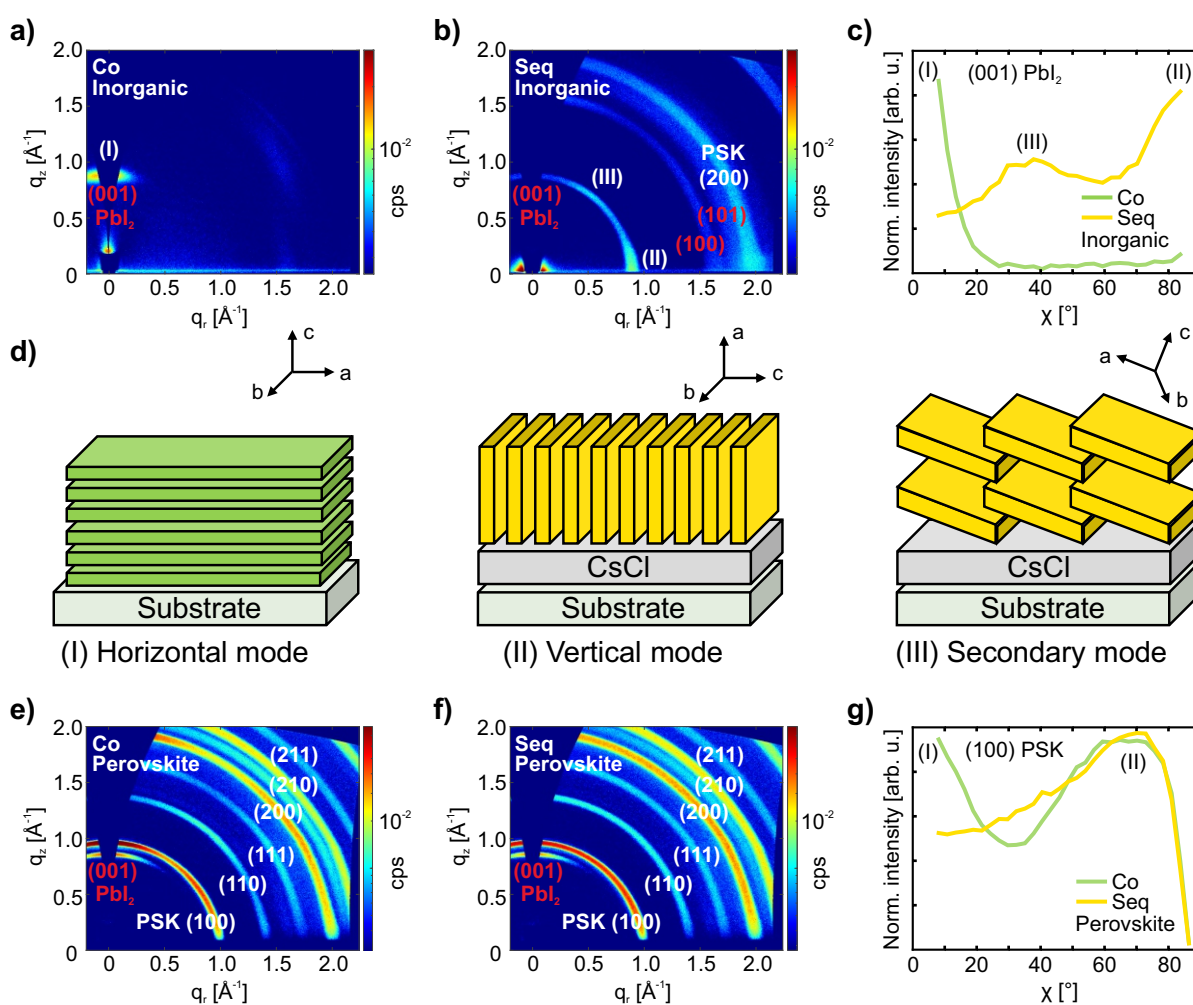 a)
Co
Inorganic
(I)
(001)
PbI₂
2.0
1.5
1.0
0.5
0
q_z [Å⁻¹]
0
0.5
1.0
1.5
2.0
q_r [Å⁻¹]
10⁻²
cps
b)
Seq
Inorganic
PSK
(200)
(III)
(001)
PbI₂
(101)
(100)
(II)
2.0
1.5
1.0
0.5
0
q_z [Å⁻¹]
0
0.5
1.0
1.5
2.0
q_r [Å⁻¹]
10⁻²
cps
c)
(I)
(001) PbI₂
(II)
(III)
Co
Seq
Inorganic
Norm. intensity [arb. u.]
0
20
40
60
80
χ [°]
d)
c
a
b
Substrate
(I) Horizontal mode
a
c
b
CsCl
Substrate
(II) Vertical mode
c
a
b
CsCl
Substrate
(III) Secondary mode
e)
Co
Perovskite
(211)
(210)
(200)
(111)
(110)
(001)
PbI₂
PSK (100)
2.0
1.5
1.0
0.5
0
q_z [Å⁻¹]
0
0.5
1.0
1.5
2.0
q_r [Å⁻¹]
10⁻²
cps
f)
Seq
Perovskite
(211)
(210)
(200)
(111)
(110)
(001)
PbI₂
PSK (100)
2.0
1.5
1.0
0.5
0
q_z [Å⁻¹]
0
0.5
1.0
1.5
2.0
q_r [Å⁻¹]
10⁻²
cps
g)
(I)
(100) PSK
(II)
Co
Seq
Perovskite
Norm. intensity [arb. u.]
0
20
40
60
80
χ [°]